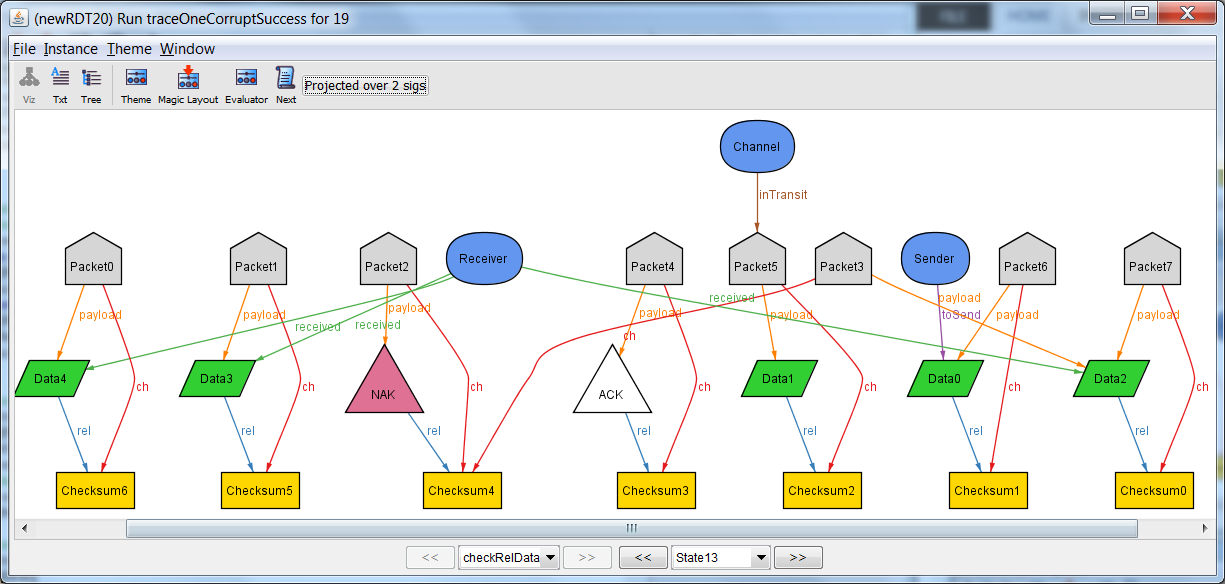 (newRDT20) Run traceOneCorruptSuccess for 19
File Instance Theme Window
Viz Txt Tree Theme Magic Layout Evaluator Next Projected over 2 sigs
Channel
inTransit
Packet0 Packet1 Packet2 Receiver Packet4 Packet5 Packet3 Sender Packet6 Packet7
payload payload payload received payload payload payload toSend payload payload
received received ch
Data4 ch Data3 ch NAK ch ACK ch Data1 ch Data0 ch Data2 ch
rel rel rel rel rel rel rel
Checksum6 Checksum5 Checksum4 Checksum3 Checksum2 Checksum1 Checksum0
<< checkRelData >> << State13 >>